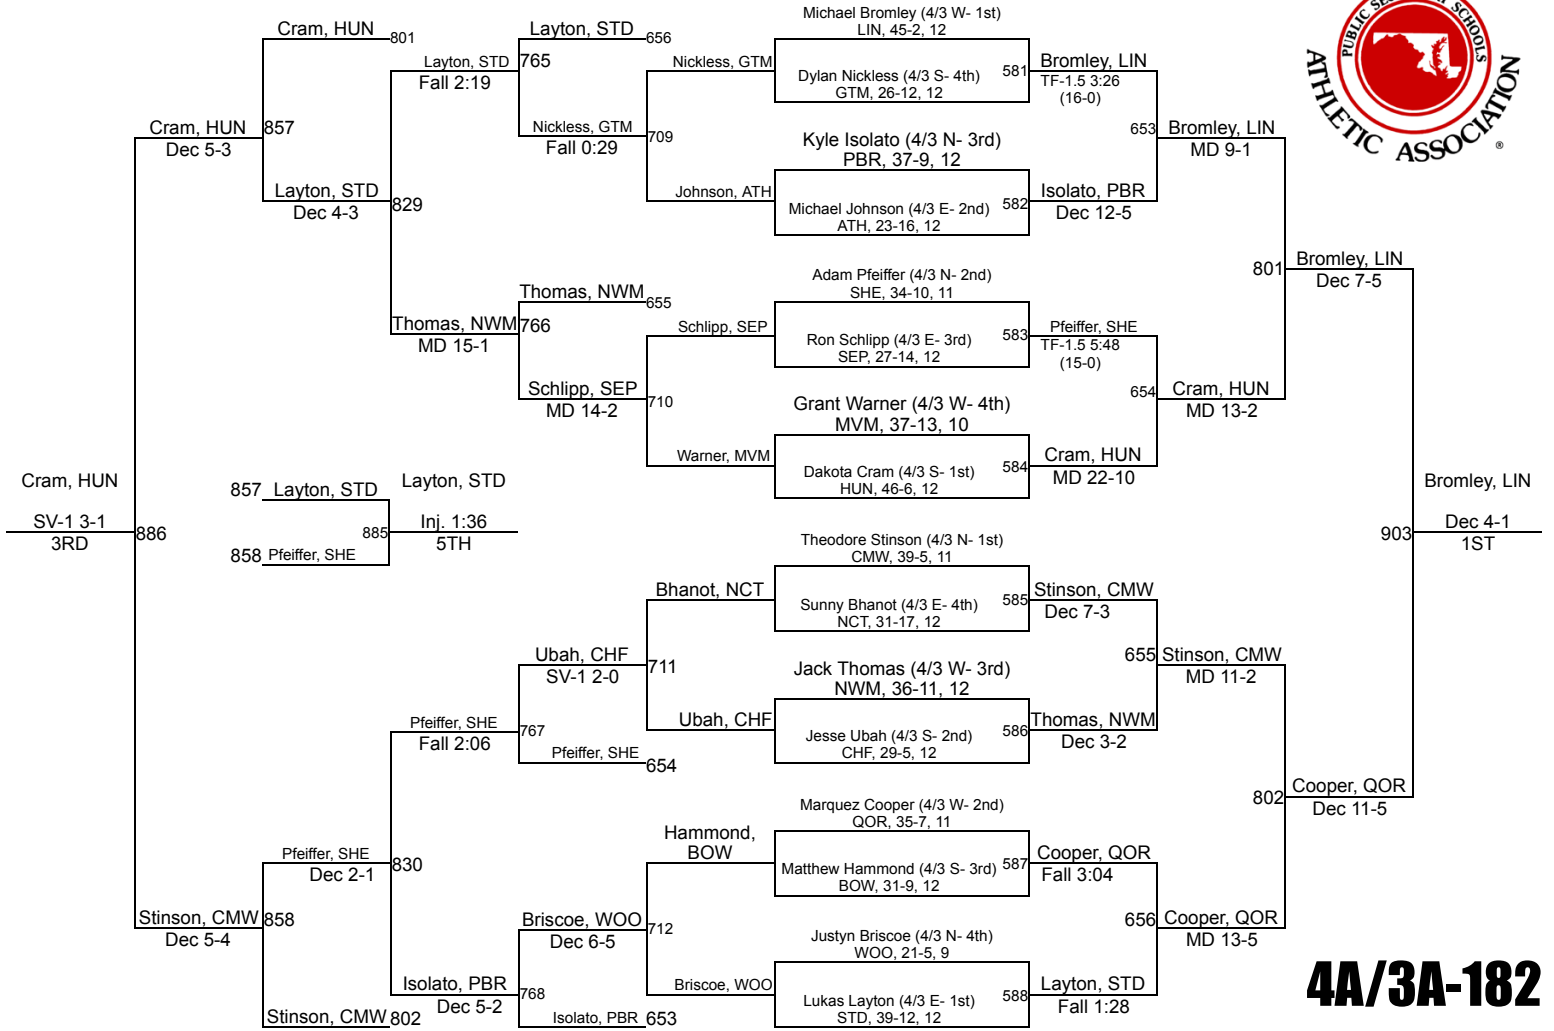 PUBLIC SECONDARY SCHOOLS
ATHLETIC ASSOCIATION
®
Cram, HUN
801
Layton, STD
Fall 2:19
765
Layton, STD
656
Nickless, GTM
Fall 0:29
709
Nickless, GTM
Johnson, ATH
Michael Bromley (4/3 W- 1st)
LIN, 45-2, 12
Dylan Nickless (4/3 S- 4th)
GTM, 26-12, 12
581
Bromley, LIN
TF-1.5 3:26
(16-0)
Kyle Isolato (4/3 N- 3rd)
PBR, 37-9, 12
Michael Johnson (4/3 E- 2nd)
ATH, 23-16, 12
582
Isolato, PBR
Dec 12-5
653
Bromley, LIN
MD 9-1
Cram, HUN
Dec 5-3
857
Layton, STD
Dec 4-3
829
Thomas, NWM
MD 15-1
766
Thomas, NWM
655
Schlipp, SEP
MD 14-2
710
Schlipp, SEP
Warner, MVM
Adam Pfeiffer (4/3 N- 2nd)
SHE, 34-10, 11
Ron Schlipp (4/3 E- 3rd)
SEP, 27-14, 12
583
Pfeiffer, SHE
TF-1.5 5:48
(15-0)
Grant Warner (4/3 W- 4th)
MVM, 37-13, 10
Dakota Cram (4/3 S- 1st)
HUN, 46-6, 12
584
Cram, HUN
MD 22-10
654
Cram, HUN
MD 13-2
801
Bromley, LIN
Dec 7-5
Cram, HUN
SV-1 3-1
3RD
886
857
Layton, STD
858
Pfeiffer, SHE
885
Layton, STD
Inj. 1:36
5TH
903
Bromley, LIN
Dec 4-1
1ST
Theodore Stinson (4/3 N- 1st)
CMW, 39-5, 11
Sunny Bhanot (4/3 E- 4th)
NCT, 31-17, 12
585
Stinson, CMW
Dec 7-3
Bhanot, NCT
Ubah, CHF
SV-1 2-0
711
Ubah, CHF
Jack Thomas (4/3 W- 3rd)
NWM, 36-11, 12
Jesse Ubah (4/3 S- 2nd)
CHF, 29-5, 12
586
Thomas, NWM
Dec 3-2
655
Stinson, CMW
MD 11-2
Pfeiffer, SHE
Fall 2:06
767
Pfeiffer, SHE
654
802
Cooper, QOR
Dec 11-5
Marquez Cooper (4/3 W- 2nd)
QOR, 35-7, 11
Matthew Hammond (4/3 S- 3rd)
BOW, 31-9, 12
587
Cooper, QOR
Fall 3:04
Hammond,
BOW
Pfeiffer, SHE
Dec 2-1
830
Stinson, CMW
Dec 5-4
858
Briscoe, WOO
Dec 6-5
712
Briscoe, WOO
Justyn Briscoe (4/3 N- 4th)
WOO, 21-5, 9
Lukas Layton (4/3 E- 1st)
STD, 39-12, 12
588
Layton, STD
Fall 1:28
656
Cooper, QOR
MD 13-5
Isolato, PBR
Dec 5-2
768
Isolato, PBR
653
Stinson, CMW
802
4A/3A-182